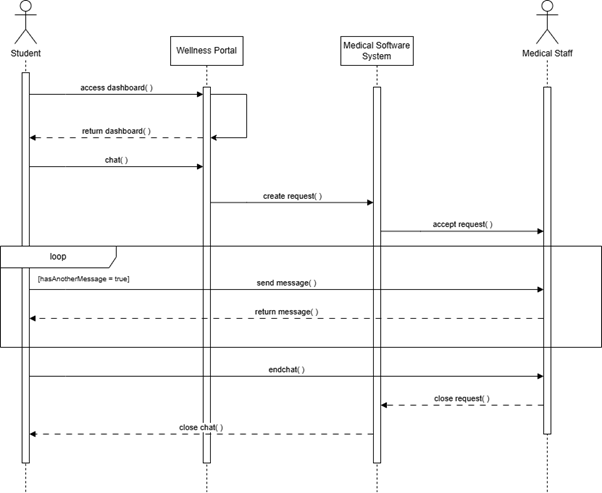 Student
Wellness Portal
Medical Software
System
Medical Staff
access dashboard( )
return dashboard( )
chat( )
create request( )
accept request( )
loop
[hasAnotherMessage = true]
send message( )
return message( )
endchat( )
close request( )
close chat( )